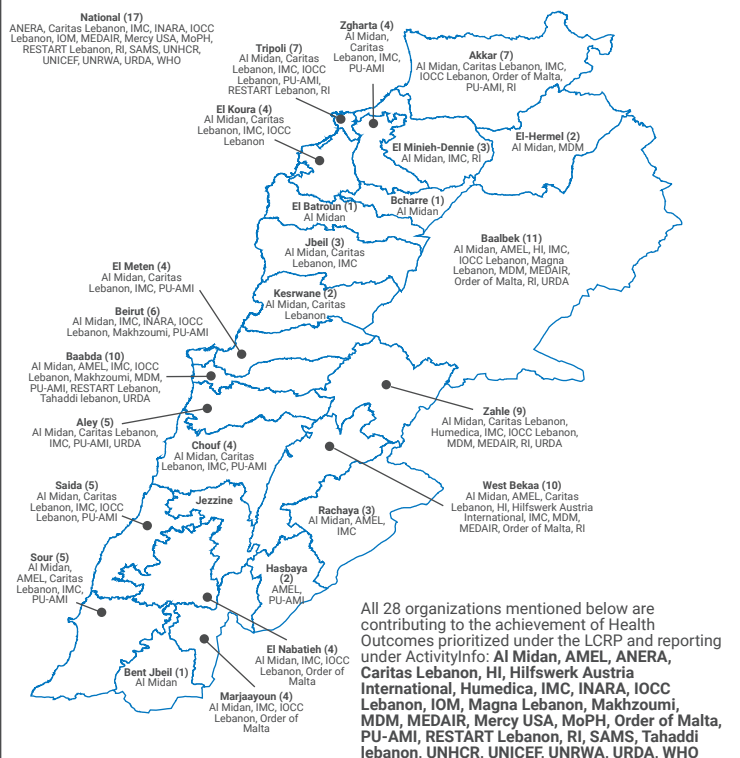 National (17)
ANERA, Caritas Lebanon, IMC, INARA, IOCC
Lebanon, IOM, MEDAIR, Mercy USA, MoPH,
RESTART Lebanon, RI, SAMS, UNHCR,
UNICEF, UNRWA, URDA, WHO
Zgharta (4)
Al Midan,
Caritas
Lebanon, IMC,
PU-AMI
Tripoli (7)
Al Midan, Caritas
Lebanon, IMC, IOCC
Lebanon, PU-AMI,
RESTART Lebanon, RI
Akkar (7)
Al Midan, Caritas Lebanon, IMC,
IOCC Lebanon, Order of Malta,
PU-AMI, RI
El Koura (4)
Al Midan, Caritas
Lebanon, IMC, IOCC
Lebanon
El Minieh-Dennie (3)
Al Midan, IMC, RI
El-Hermel (2)
Al Midan, MDM
El Batroun (1)
Al Midan
Bcharre (1)
Al Midan
Jbeil (3)
Al Midan, Caritas
Lebanon, IMC
Baalbek (11)
Al Midan, AMEL, HI, IMC,
IOCC Lebanon, Magna
Lebanon, MDM, MEDAIR,
Order of Malta, RI, URDA
El Meten (4)
Al Midan, Caritas
Lebanon, IMC, PU-AMI
Kesrwane (2)
Al Midan, Caritas
Lebanon
Beirut (6)
Al Midan, IMC, INARA, IOCC
Lebanon, Makhzoumi, PU-AMI
Baabda (10)
Al Midan, AMEL, IMC, IOCC
Lebanon, Makhzoumi, MDM,
PU-AMI, RESTART Lebanon,
Tahaddi lebanon, URDA
Zahle (9)
Al Midan, Caritas Lebanon,
Humedica, IMC, IOCC Lebanon,
MDM, MEDAIR, RI, URDA
Aley (5)
Al Midan, Caritas Lebanon,
IMC, PU-AMI, URDA
Chouf (4)
Al Midan, Caritas
Lebanon, IMC, PU-AMI
West Bekaa (10)
Al Midan, AMEL, Caritas
Lebanon, HI, Hilfswerk Austria
International, IMC, MDM,
MEDAIR, Order of Malta, RI
Saida (5)
Al Midan, Caritas
Lebanon, IMC, IOCC
Lebanon, PU-AMI
Jezzine
Rachaya (3)
Al Midan, AMEL,
IMC
Sour (5)
Al Midan,
AMEL, Caritas
Lebanon, IMC,
PU-AMI
Hasbaya
(2)
AMEL,
PU-AMI
El Nabatieh (4)
Al Midan, IMC, IOCC
Lebanon, Order of
Malta
Bent Jbeil (1)
Al Midan
Marjaayoun (4)
Al Midan, IMC, IOCC
Lebanon, Order of
Malta
All 28 organizations mentioned below are
contributing to the achievement of Health
Outcomes prioritized under the LCRP and reporting
under ActivityInfo: Al Midan, AMEL, ANERA,
Caritas Lebanon, HI, Hilfswerk Austria
International, Humedica, IMC, INARA, IOCC
Lebanon, IOM, Magna Lebanon, Makhzoumi,
MDM, MEDAIR, Mercy USA, MoPH, Order of Malta,
PU-AMI, RESTART Lebanon, RI, SAMS, Tahaddi
lebanon, UNHCR, UNICEF, UNRWA, URDA, WHO